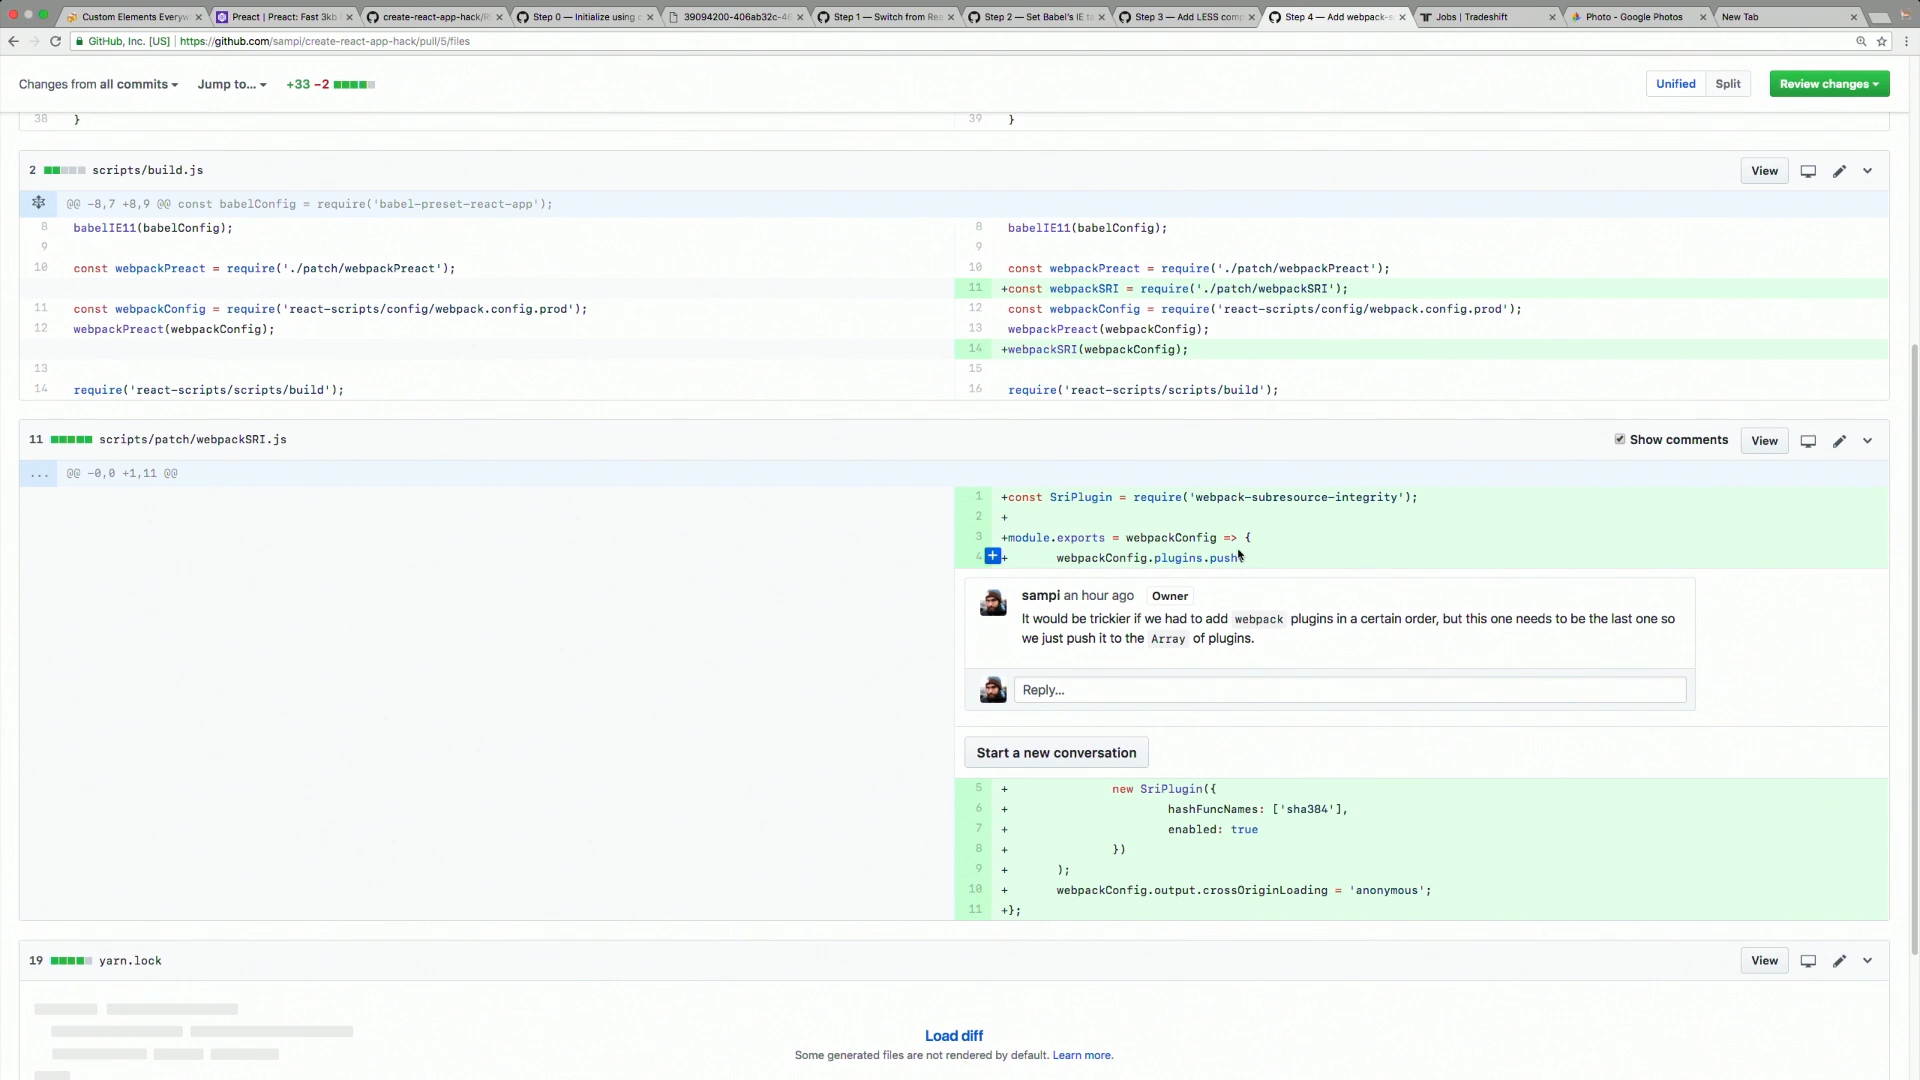 Custom Elements Everyw
Preact | Preact: Fast 3kb
create-react-app-hack/
Step 0 — Initialize using c
39094200-406ab32c-46
Step 1 — Switch from Rea
Step 2 — Set Babel's IE ta
Step 3 — Add LESS comp
Step 4 — Add webpack-s
Jobs | Tradeshift
Photo - Google Photos
New Tab
GitHub, Inc. [US] https://github.com/sampi/create-react-app-hack/pull/5/files
Changes from all commits Jump to... +33 −2
Unified Split Review changes
38 }
39 }
2 scripts/build.js View
@@ -8,7 +8,9 @@ const babelConfig = require('babel-preset-react-app');
8 babelIE11(babelConfig);
9
10 const webpackPreact = require('./patch/webpackPreact');
11 const webpackConfig = require('react-scripts/config/webpack.config.prod');
12 webpackPreact(webpackConfig);
13
14 require('react-scripts/scripts/build');
8 babelIE11(babelConfig);
9
10 const webpackPreact = require('./patch/webpackPreact');
11 +const webpackSRI = require('./patch/webpackSRI');
12 const webpackConfig = require('react-scripts/config/webpack.config.prod');
13 webpackPreact(webpackConfig);
14 +webpackSRI(webpackConfig);
15
16 require('react-scripts/scripts/build');
11 scripts/patch/webpackSRI.js Show comments View
... @@ -0,0 +1,11 @@
1 +const SriPlugin = require('webpack-subresource-integrity');
2 +
3 +module.exports = webpackConfig => {
4 + webpackConfig.plugins.push(
sampi an hour ago Owner
It would be trickier if we had to add webpack plugins in a certain order, but this one needs to be the last one so
we just push it to the Array of plugins.
Reply...
Start a new conversation
5 + new SriPlugin({
6 + hashFuncNames: ['sha384'],
7 + enabled: true
8 + })
9 + );
10 + webpackConfig.output.crossOriginLoading = 'anonymous';
11 +};
19 yarn.lock View
Load diff
Some generated files are not rendered by default. Learn more.